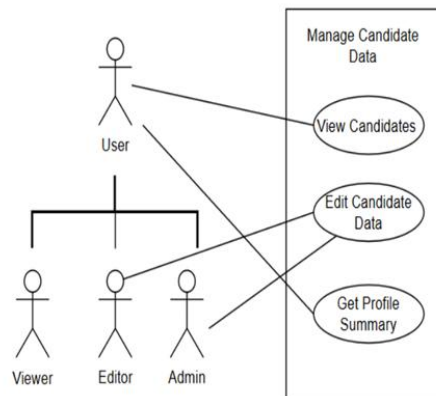 Manage Candidate
Data
View Candidates
User
Edit Candidate
Data
Get Profile
Summary
Viewer
Editor
Admin